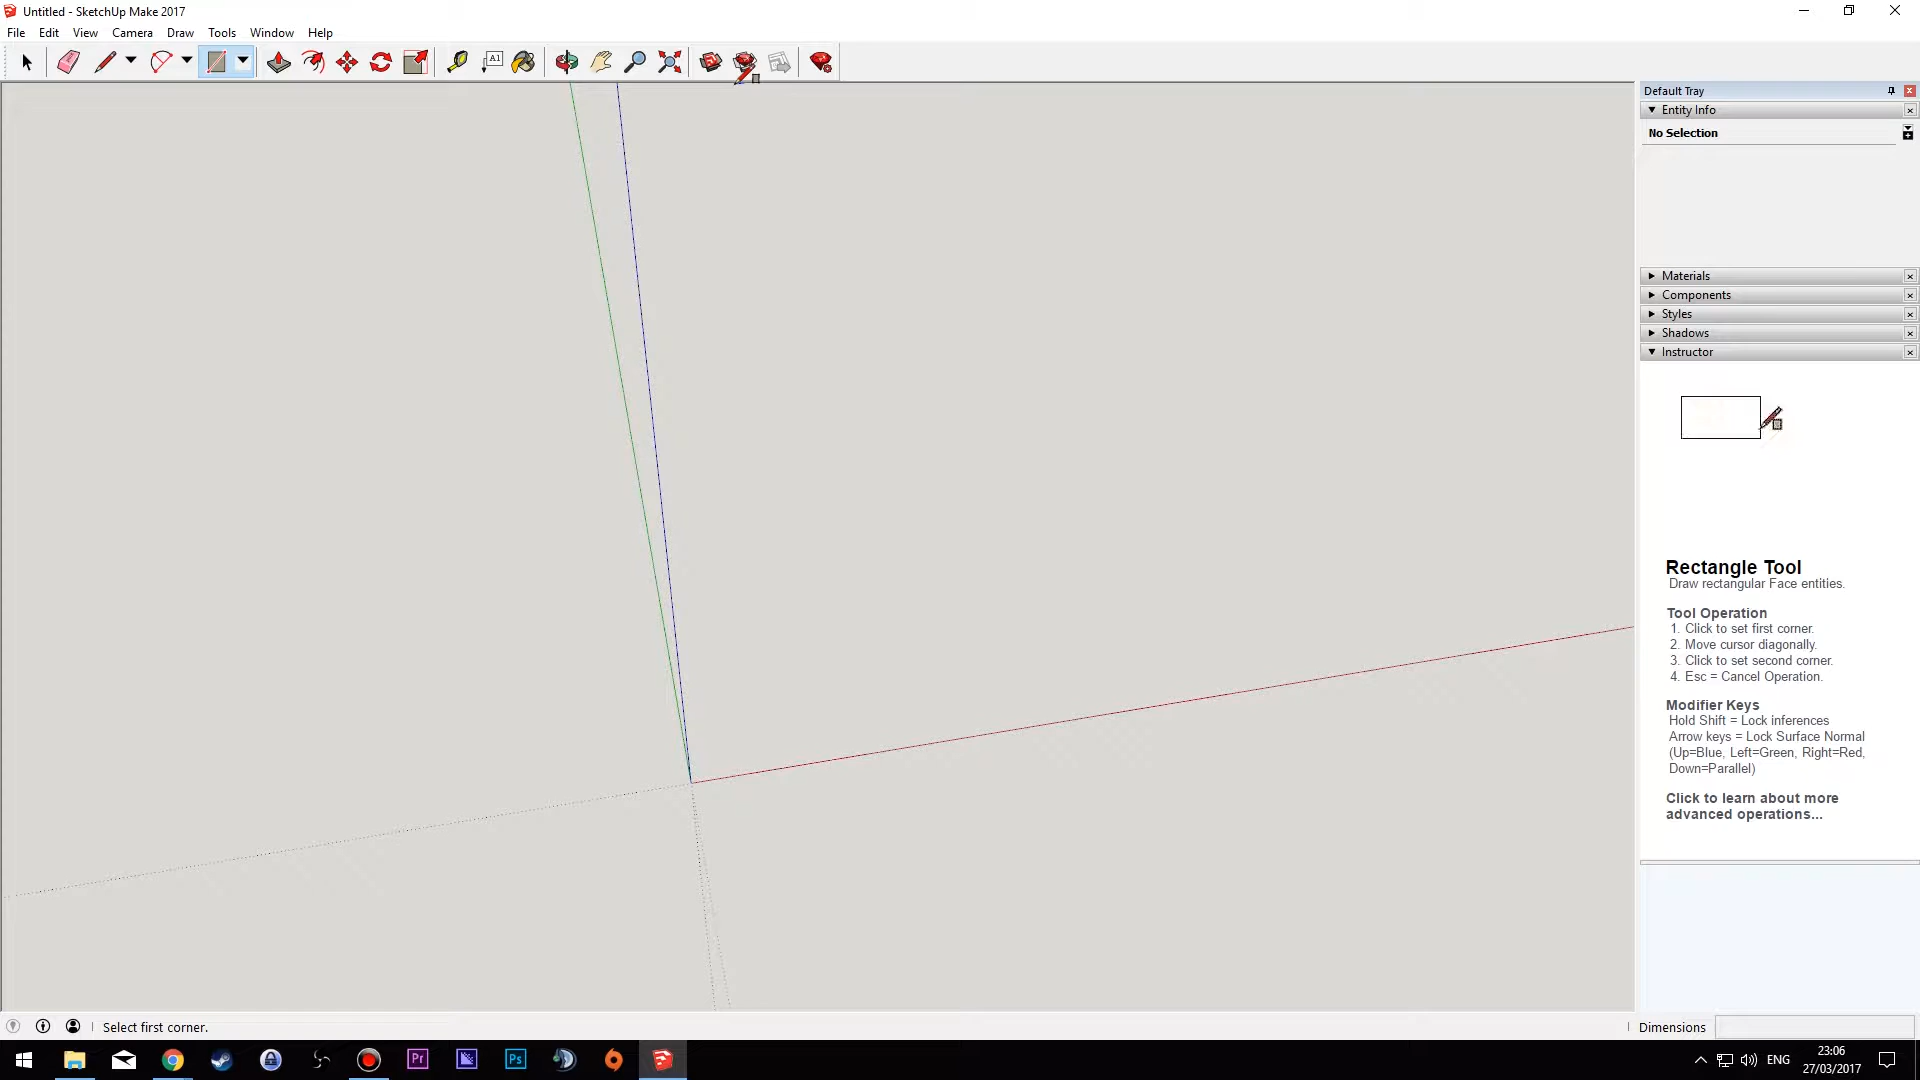 Untitled - SketchUp Make 2017
File Edit View Camera Draw Tools Window Help
A1
Default Tray
Entity Info
No Selection
Materials
Components
Styles
Shadows
Instructor
Rectangle Tool
Draw rectangular Face entities.
Tool Operation
1. Click to set first corner.
2. Move cursor diagonally.
3. Click to set second corner.
4. Esc = Cancel Operation.
Modifier Keys
Hold Shift = Lock inferences
Arrow keys = Lock Surface Normal
(Up=Blue, Left=Green, Right=Red,
Down=Parallel)
Click to learn about more
advanced operations...
Select first corner.
Dimensions
Pr
Ps
ENG
23:06
27/03/2017